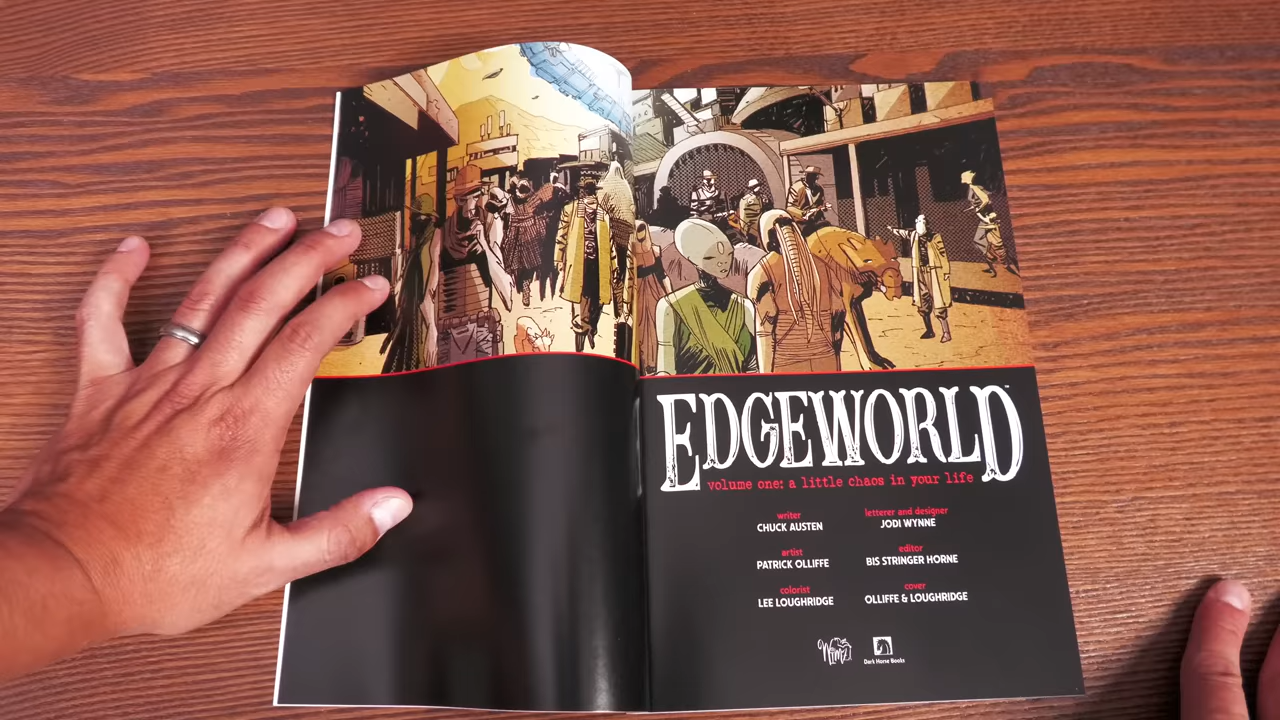 EDGEWORLD™
volume one: a little chaos in your life
writer
CHUCK AUSTEN
letterer and designer
JODI WYNNE
artist
PATRICK OLLIFFE
editor
BIS STRINGER HORNE
colorist
LEE LOUGHRIDGE
cover
OLLIFFE & LOUGHRIDGE
Dark Horse Books